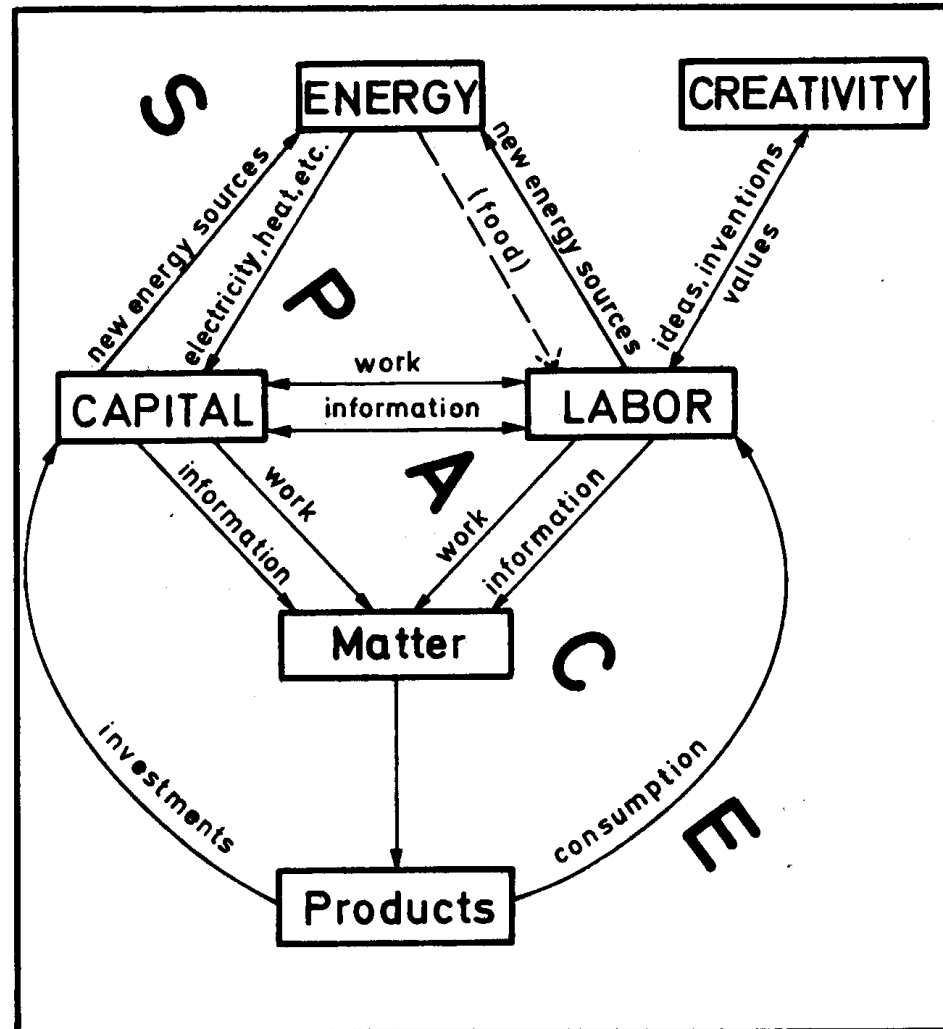 S
ENERGY
CREATIVITY
new energy sources
electricity, heat, etc.
(food)
new energy sources
ideas, inventions
values
P
work
CAPITAL
information
LABOR
A
information
work
work
information
Matter
C
investments
consumption
E
Products